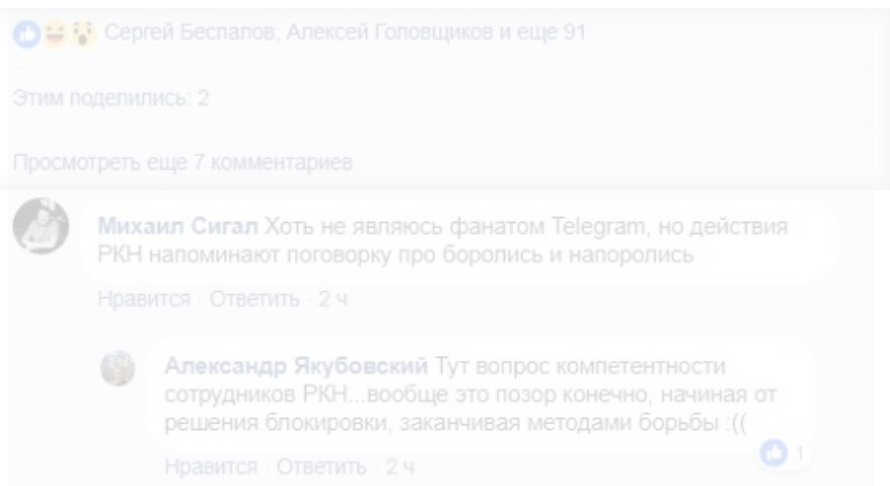 Сергей Беспалов, Алексей Головщиков и еще 91
Этим поделились: 2
Просмотреть еще 7 комментариев
Михаил Сигал Хоть не являюсь фанатом Telegram, но действия
РКН напоминают поговорку про боролись и напоролись
Нравится · Ответить · 2 ч
Александр Якубовский Тут вопрос компетентности
сотрудников РКН...вообще это позор конечно, начиная от
решения блокировки, заканчивая методами борьбы :((
1
Нравится · Ответить · 2 ч